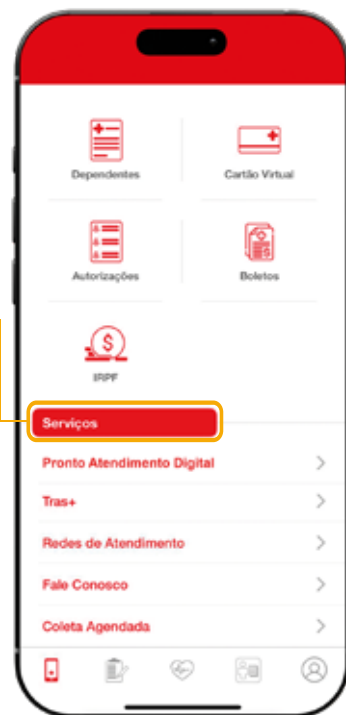 Dependentes
Cartão Virtual
Autorizações
Boletos
IRPF
Serviços
Pronto Atendimento Digital
Tras+
Redes de Atendimento
Fale Conosco
Coleta Agendada